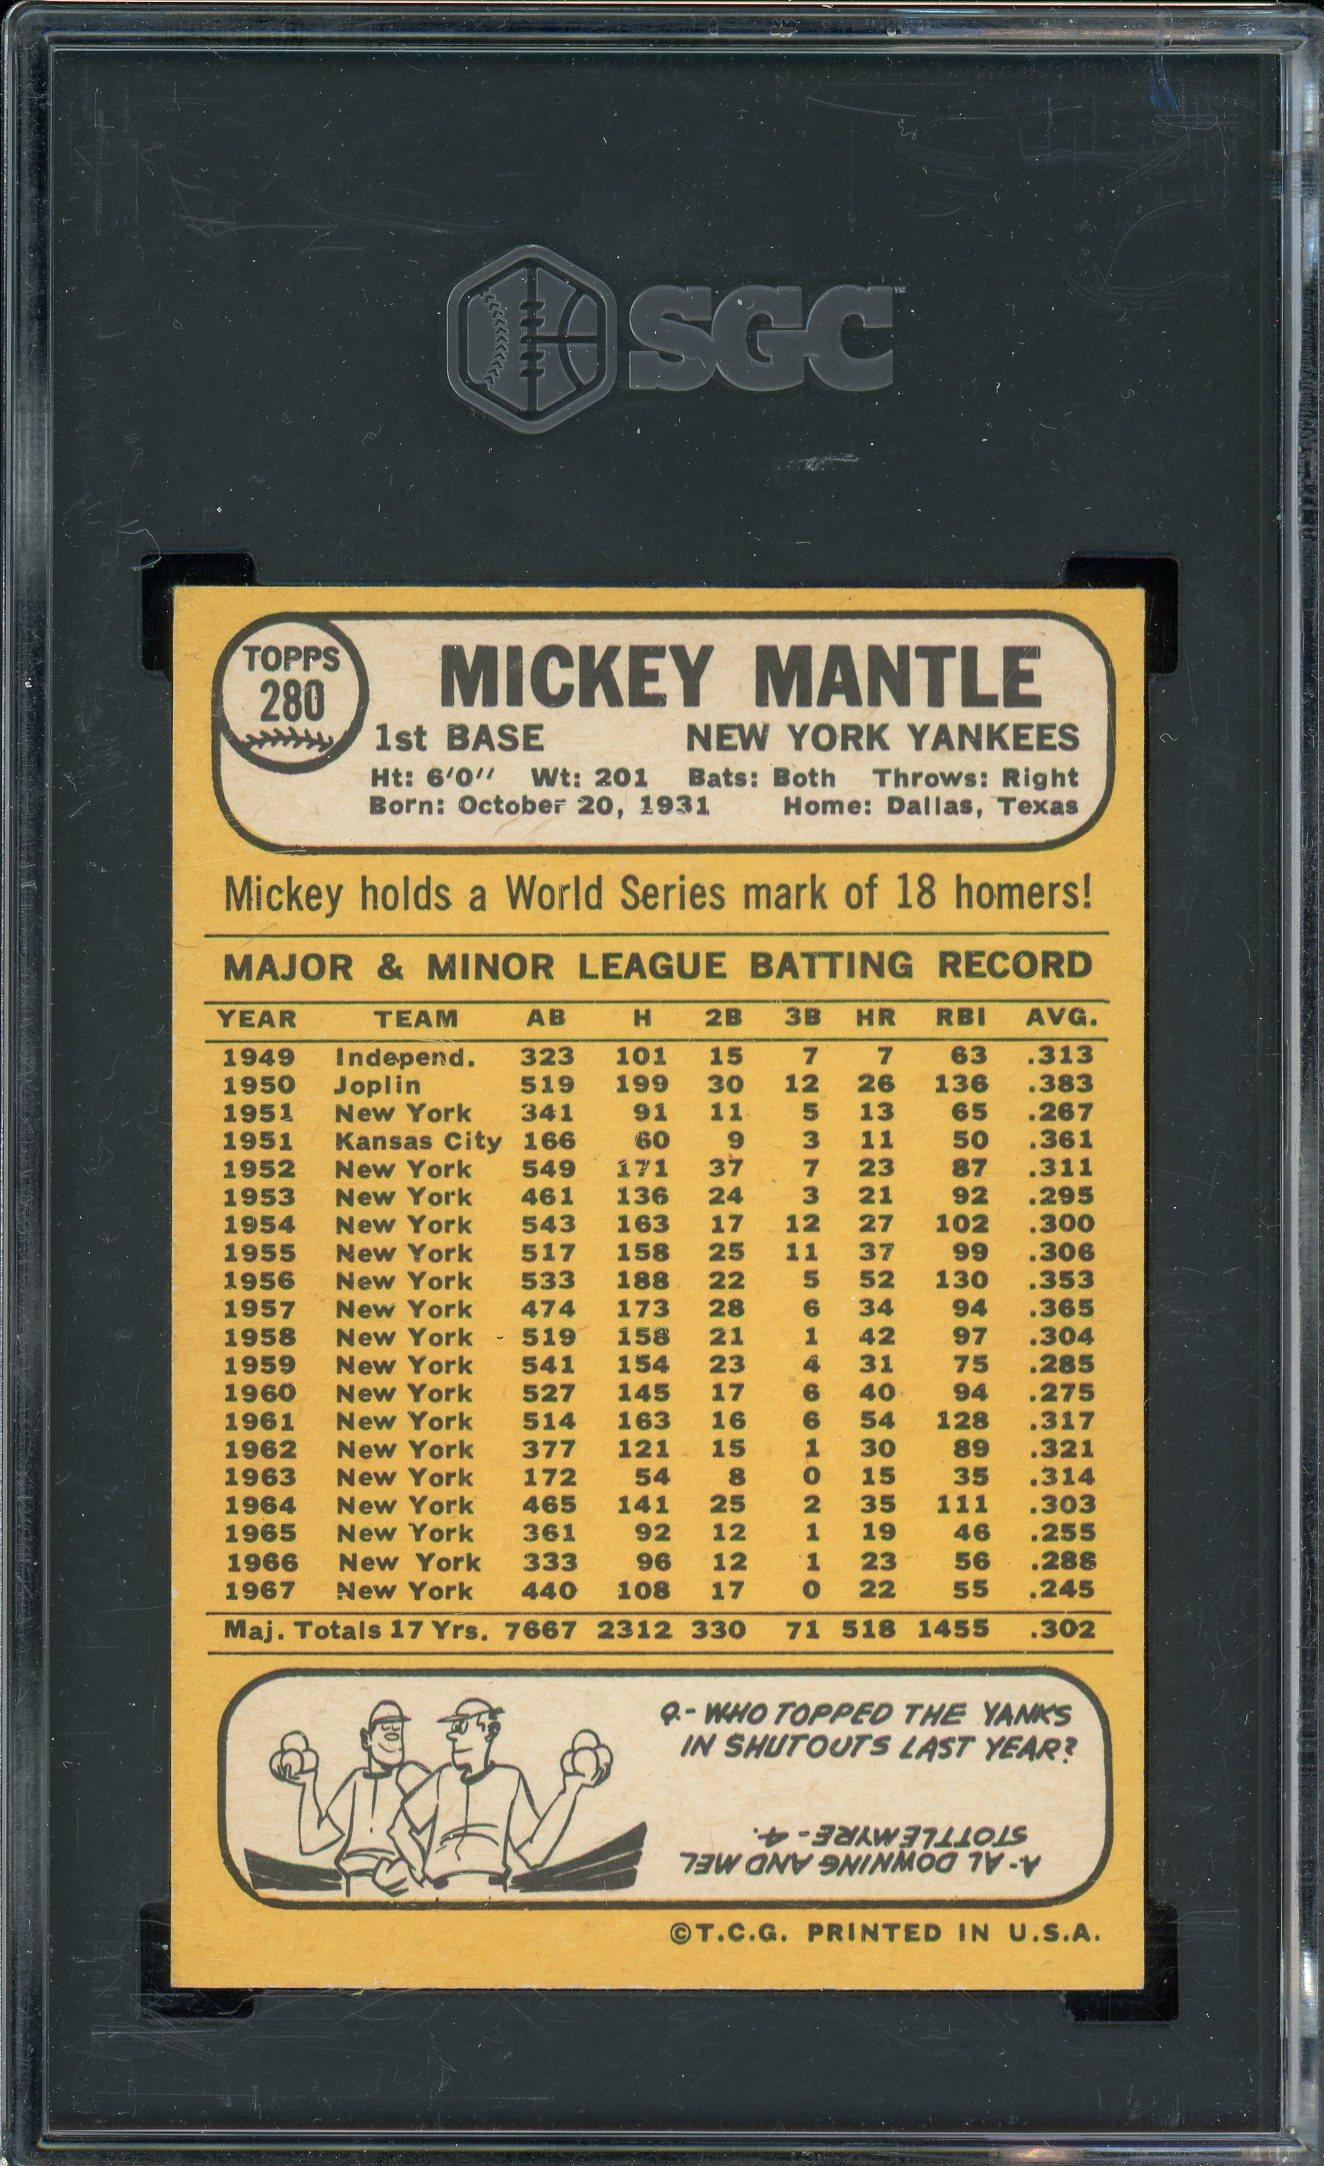 SGC™
TOPPS
280
MICKEY MANTLE
1st BASE NEW YORK YANKEES
Ht: 6'0'' Wt: 201 Bats: Both Throws: Right
Born: October 20, 1931 Home: Dallas, Texas
Mickey holds a World Series mark of 18 homers!
MAJOR & MINOR LEAGUE BATTING RECORD
YEAR TEAM AB H 2B 3B HR RBI AVG.
1949 Independ. 323 101 15 7 7 63 .313
1950 Joplin 519 199 30 12 26 136 .383
1951 New York 341 91 11 5 13 65 .267
1951 Kansas City 166 60 9 3 11 50 .361
1952 New York 549 171 37 7 23 87 .311
1953 New York 461 136 24 3 21 92 .295
1954 New York 543 163 17 12 27 102 .300
1955 New York 517 158 25 11 37 99 .306
1956 New York 533 188 22 5 52 130 .353
1957 New York 474 173 28 6 34 94 .365
1958 New York 519 158 21 1 42 97 .304
1959 New York 541 154 23 4 31 75 .285
1960 New York 527 145 17 6 40 94 .275
1961 New York 514 163 16 6 54 128 .317
1962 New York 377 121 15 1 30 89 .321
1963 New York 172 54 8 0 15 35 .314
1964 New York 465 141 25 2 35 111 .303
1965 New York 361 92 12 1 19 46 .255
1966 New York 333 96 12 1 23 56 .288
1967 New York 440 108 17 0 22 55 .245
Maj. Totals 17 Yrs. 7667 2312 330 71 518 1455 .302
Q.- WHO TOPPED THE YANKS
IN SHUTOUTS LAST YEAR?
A- AL DOWNING AND MEL
STOTTLEMYRE - 4.
©T.C.G. PRINTED IN U.S.A.